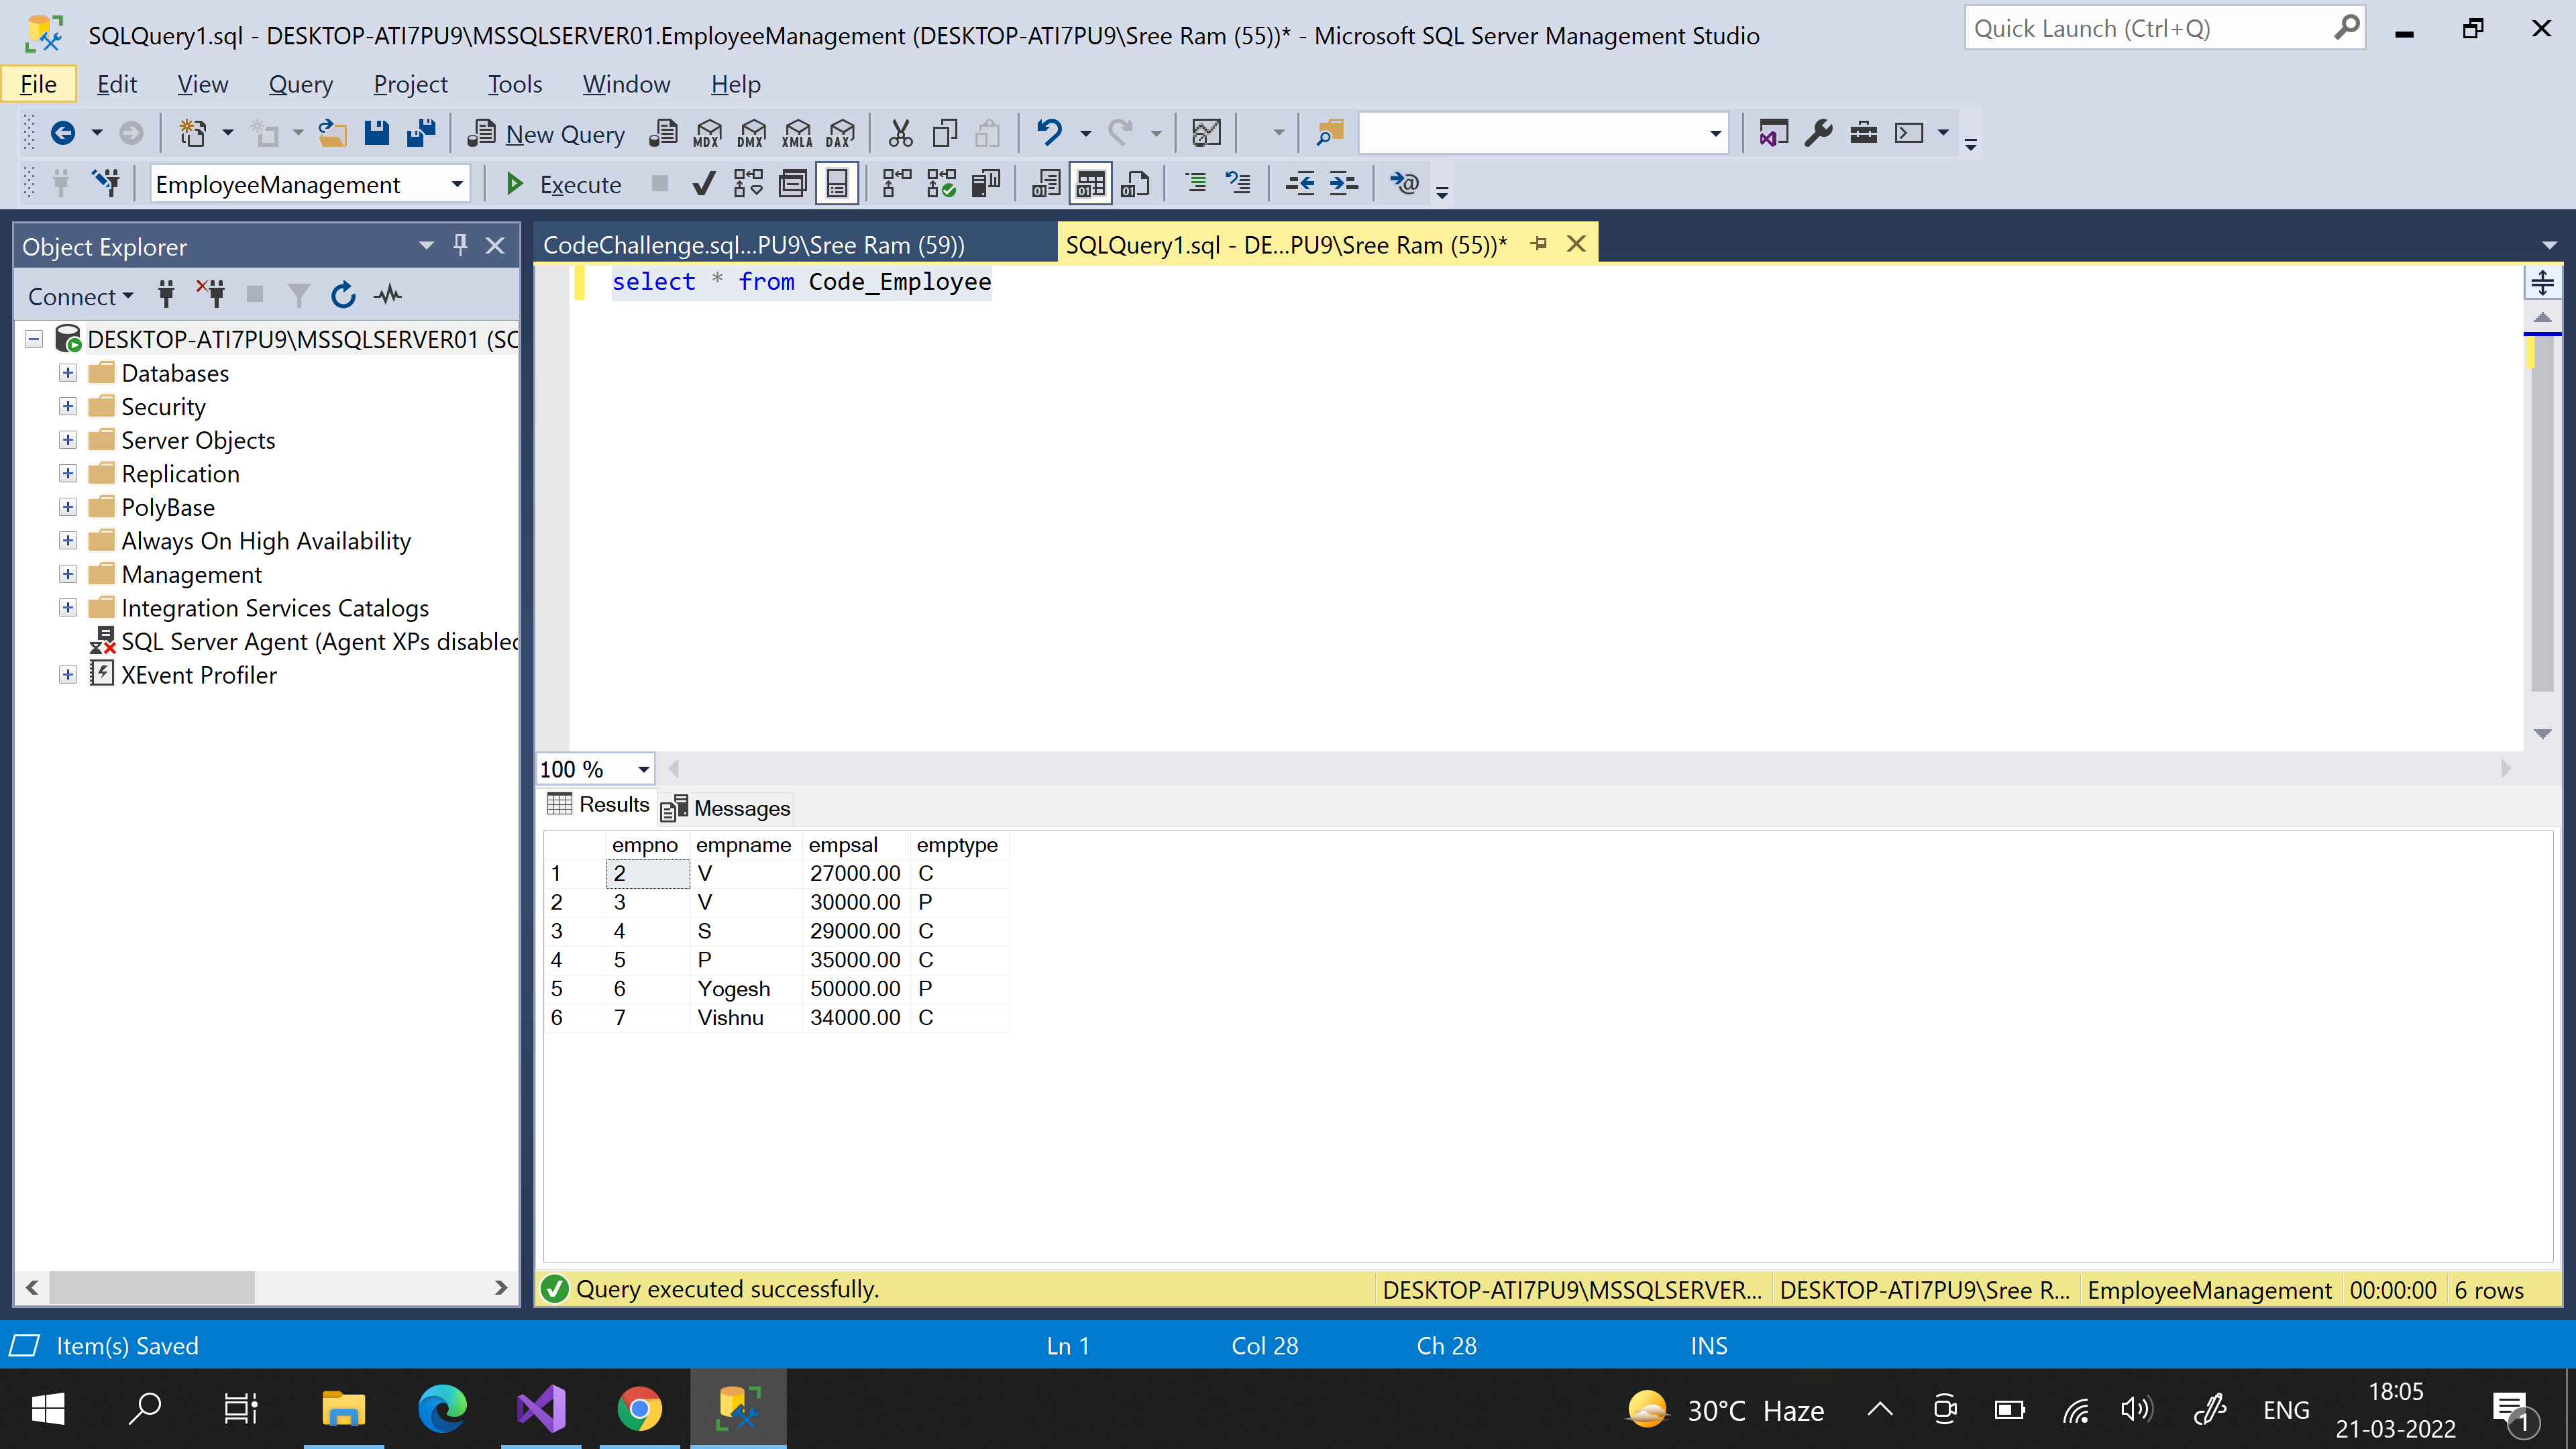 SQLQuery1.sql - DESKTOP-ATI7PU9\MSSQLSERVER01.EmployeeManagement (DESKTOP-ATI7PU9\Sree Ram (55))* - Microsoft SQL Server Management Studio
Quick Launch (Ctrl+Q)
File Edit View Query Project Tools Window Help
New Query MDX DMX XMLA DAX
EmployeeManagement Execute
Object Explorer
Connect
DESKTOP-ATI7PU9\MSSQLSERVER01 (SC
Databases
Security
Server Objects
Replication
PolyBase
Always On High Availability
Management
Integration Services Catalogs
SQL Server Agent (Agent XPs disabled
XEvent Profiler
CodeChallenge.sql...PU9\Sree Ram (59)) SQLQuery1.sql - DE...PU9\Sree Ram (55))*
select * from Code_Employee
100 %
Results Messages
empno empname empsal emptype
1 2 V 27000.00 C
2 3 V 30000.00 P
3 4 S 29000.00 C
4 5 P 35000.00 C
5 6 Yogesh 50000.00 P
6 7 Vishnu 34000.00 C
Query executed successfully. DESKTOP-ATI7PU9\MSSQLSERVER... DESKTOP-ATI7PU9\Sree R... EmployeeManagement 00:00:00 6 rows
Item(s) Saved Ln 1 Col 28 Ch 28 INS
30°C Haze ENG 18:05
21-03-2022 1